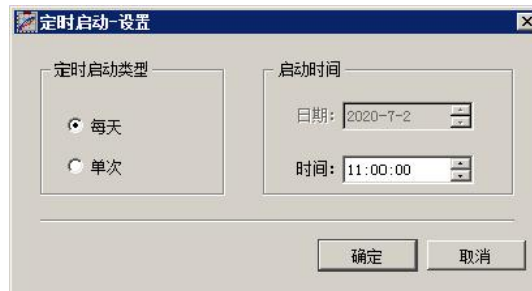 定时启动-设置
定时启动类型
每天
单次
启动时间
日期: 2020-7-2
时间: 11:00:00
确定
取消